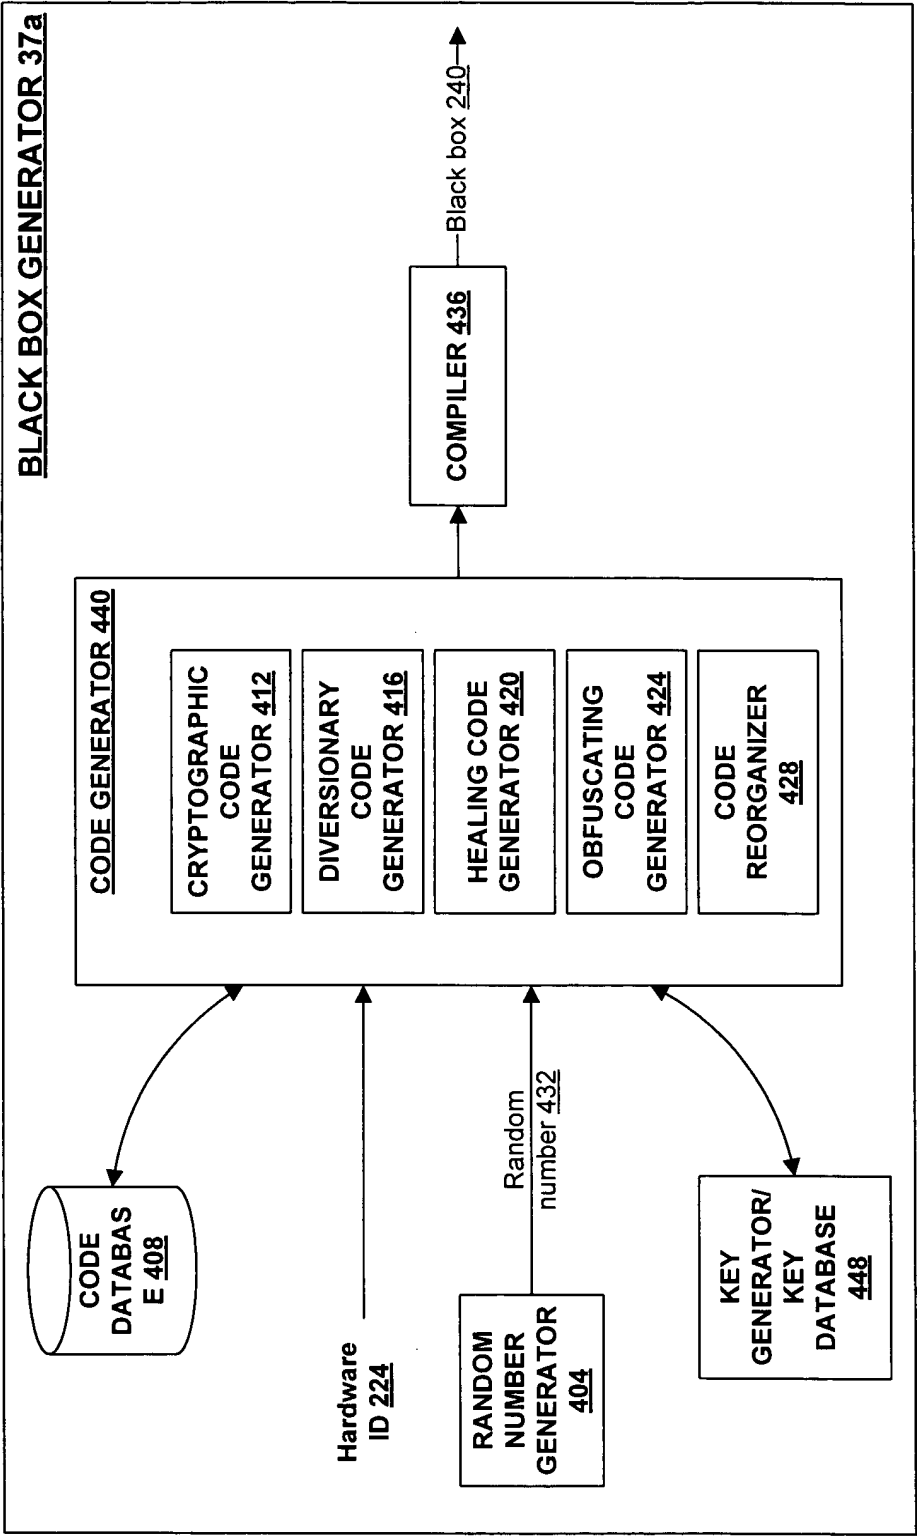 BLACK BOX GENERATOR 37a
CODE
DATABAS
E 408
Hardware
ID 224
RANDOM
NUMBER
GENERATOR
404
Random
number 432
KEY
GENERATOR/
KEY
DATABASE
448
CODE GENERATOR 440
CRYPTOGRAPHIC
CODE
GENERATOR 412
DIVERSIONARY
CODE
GENERATOR 416
HEALING CODE
GENERATOR 420
OBFUSCATING
CODE
GENERATOR 424
CODE
REORGANIZER
428
COMPILER 436
Black box 240